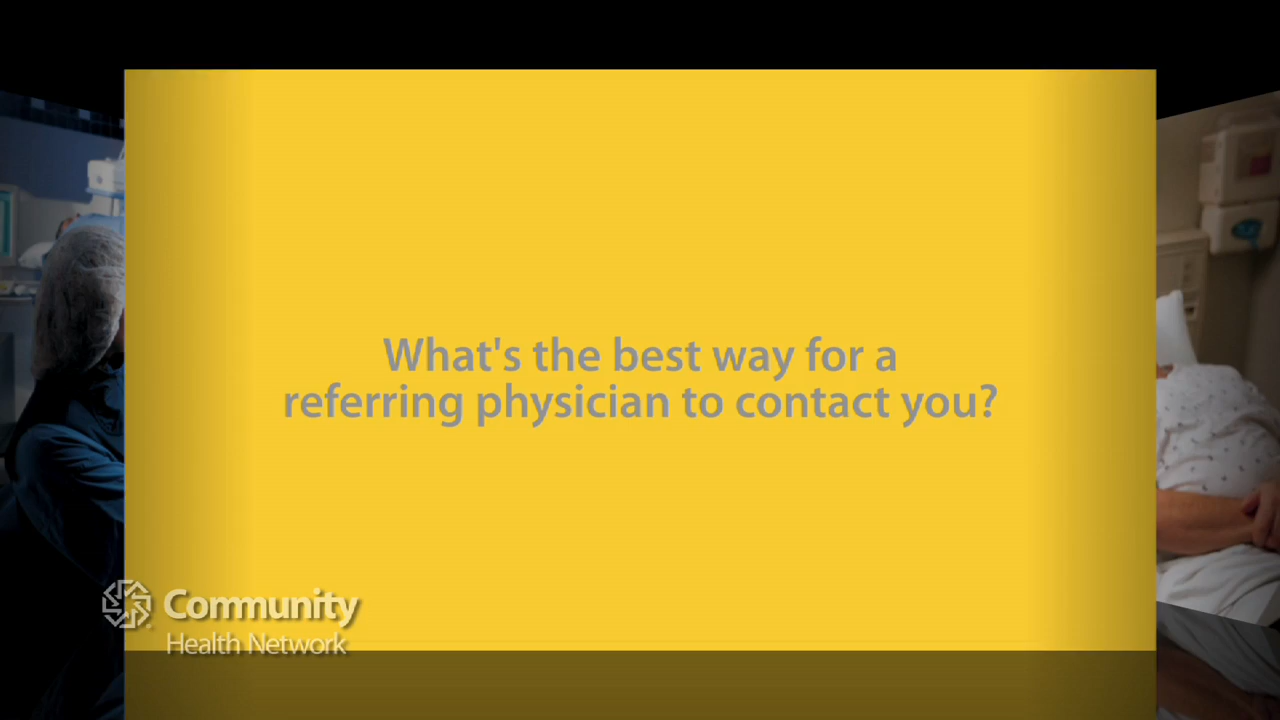 What's the best way for a
referring physician to contact you?
Community
Health Network